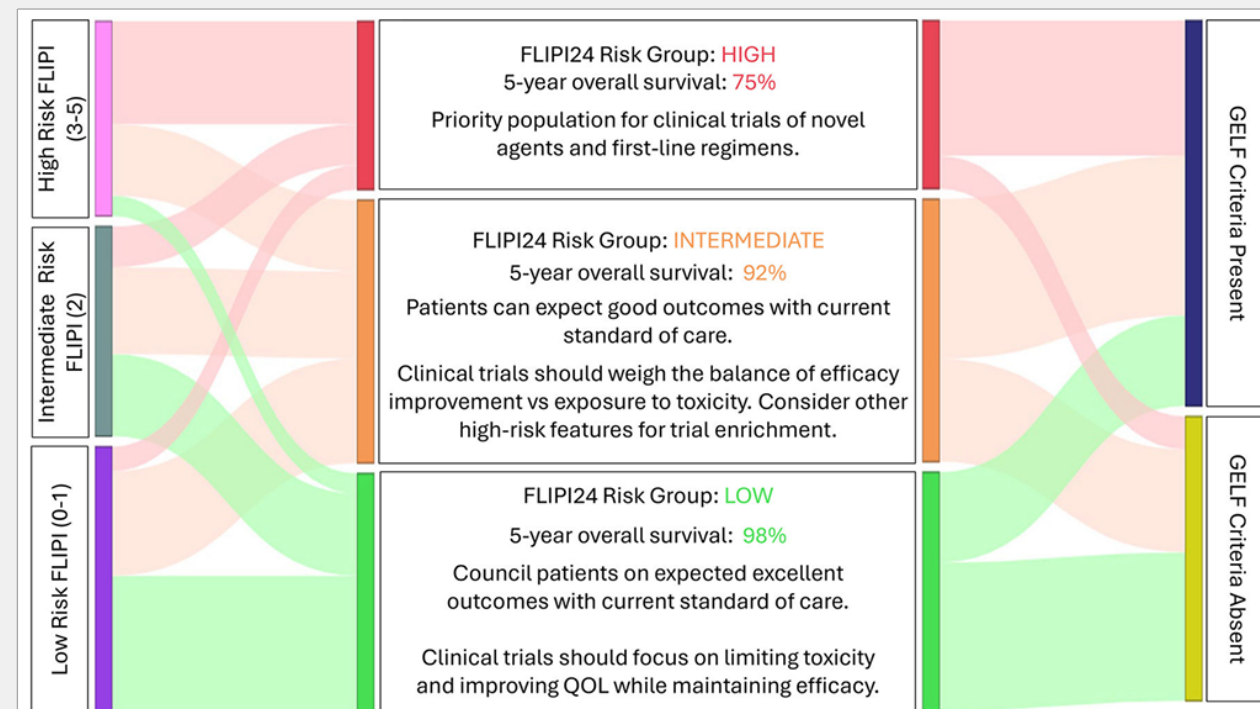 High Risk FLIPI
(3-5)
Intermediate Risk
FLIPI (2)
Low Risk FLIPI (0-1)
FLIPI24 Risk Group: HIGH
5-year overall survival: 75%
Priority population for clinical trials of novel
agents and first-line regimens.
FLIPI24 Risk Group: INTERMEDIATE
5-year overall survival: 92%
Patients can expect good outcomes with current
standard of care.
Clinical trials should weigh the balance of efficacy
improvement vs exposure to toxicity. Consider other
high-risk features for trial enrichment.
FLIPI24 Risk Group: LOW
5-year overall survival: 98%
Council patients on expected excellent
outcomes with current standard of care.
Clinical trials should focus on limiting toxicity
and improving QOL while maintaining efficacy.
GELF Criteria Present
GELF Criteria Absent